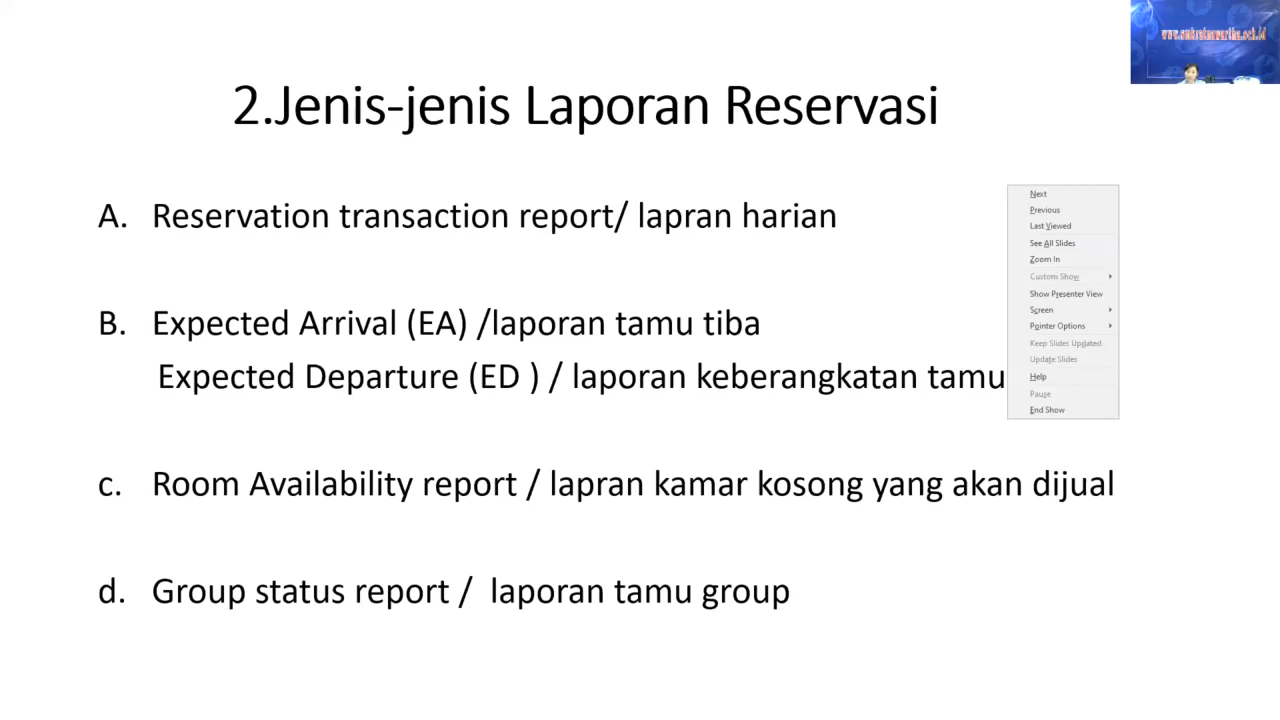 2.Jenis-jenis Laporan Reservasi
A. Reservation transaction report/ lapran harian
B. Expected Arrival (EA) /laporan tamu tiba
Expected Departure (ED ) / laporan keberangkatan tamu
c. Room Availability report / lapran kamar kosong yang akan dijual
d. Group status report / laporan tamu group
Next
Previous
Last Viewed
See All Slides
Zoom In
Custom Show
Show Presenter View
Screen
Pointer Options
Keep Slides Updated
Update Slides
Help
Pause
End Show